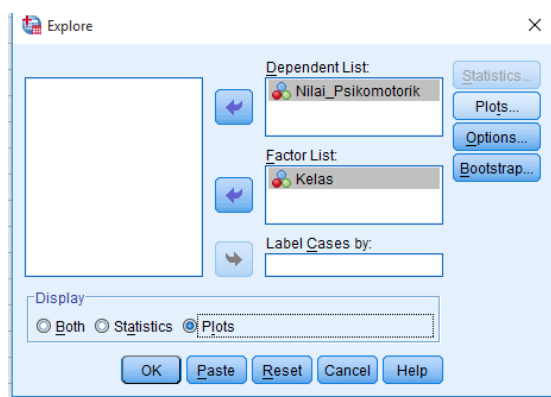 Explore
Dependent List:
Nilai_Psikomotorik
Statistics...
Plots...
Options...
Bootstrap...
Factor List:
Kelas
Label Cases by:
Display
Both Statistics Plots
OK Paste Reset Cancel Help